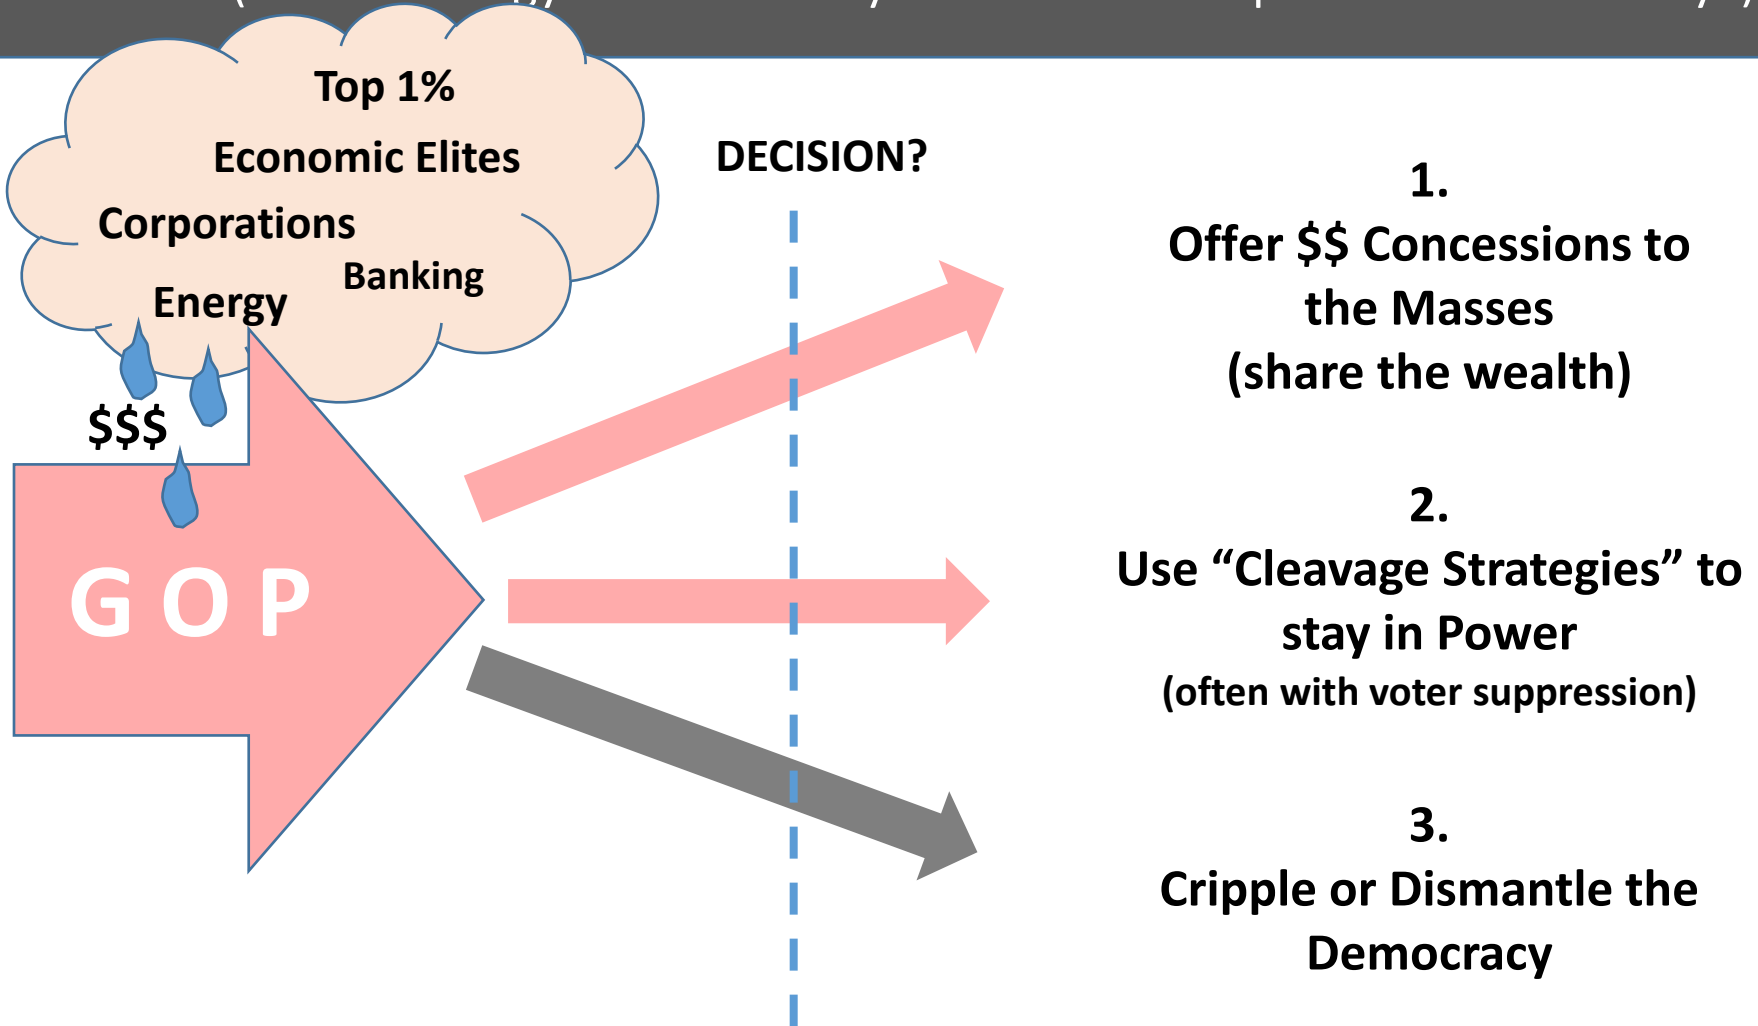 Top 1%
Economic Elites
Corporations
Banking
Energy
$$$
G O P
DECISION?
1.
Offer $$ Concessions to
the Masses
(share the wealth)
2.
Use “Cleavage Strategies” to
stay in Power
(often with voter suppression)
3.
Cripple or Dismantle the
Democracy